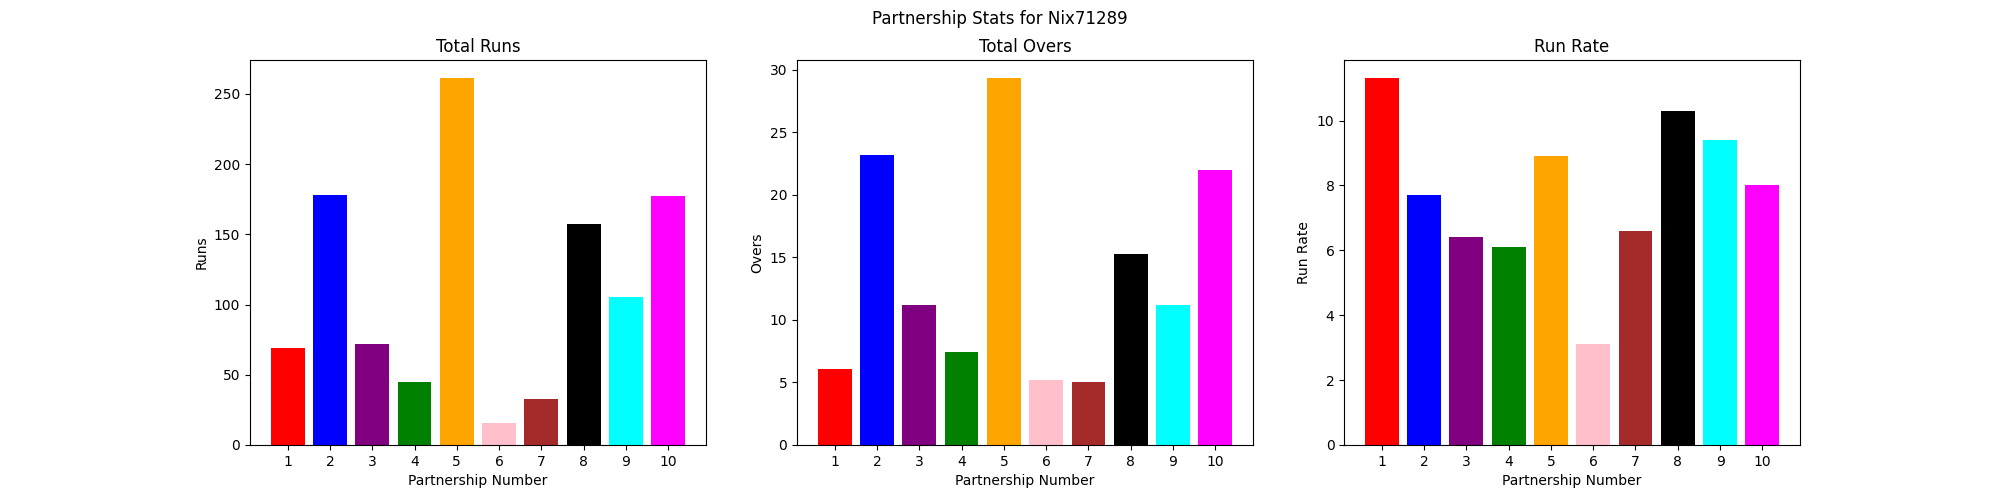 Partnership Stats for Nix71289
Total Runs
Runs
250
200
150
100
50
0
1 2 3 4 5 6 7 8 9 10
Partnership Number
Total Overs
Overs
30
25
20
15
10
5
0
1 2 3 4 5 6 7 8 9 10
Partnership Number
Run Rate
Run Rate
10
8
6
4
2
0
1 2 3 4 5 6 7 8 9 10
Partnership Number